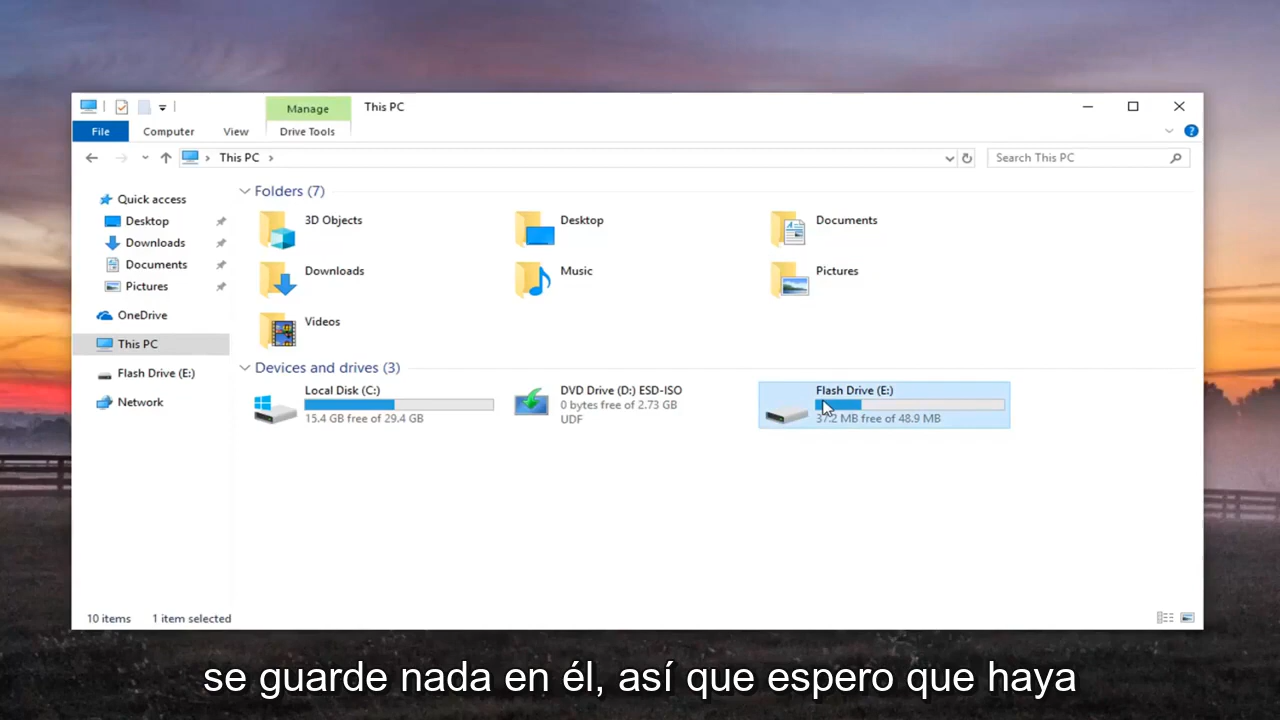 Manage
This PC
File
Computer
View
Drive Tools
This PC
Search This PC
Quick access
Desktop
Downloads
Documents
Pictures
OneDrive
This PC
Flash Drive (E:)
Network
Folders (7)
3D Objects
Desktop
Documents
Downloads
Music
Pictures
Videos
Devices and drives (3)
Local Disk (C:)
15.4 GB free of 29.4 GB
DVD Drive (D:) ESD-ISO
0 bytes free of 2.73 GB
UDF
Flash Drive (E:)
37.2 MB free of 48.9 MB
10 items
1 item selected
se guarde nada en él, así que espero que haya